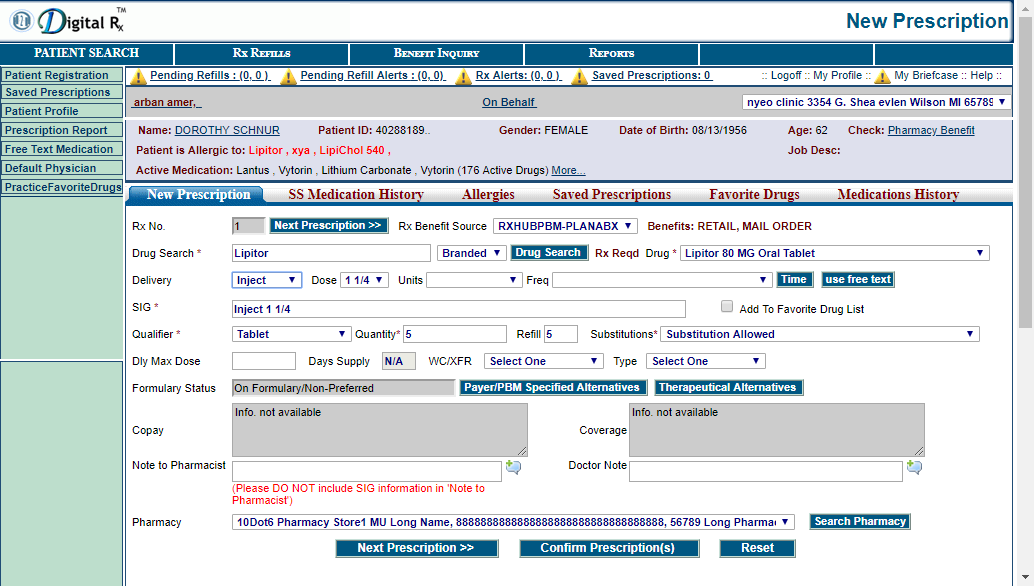 Digital Rx TM
New Prescription
PATIENT SEARCH RX REFILLS BENEFIT INQUIRY REPORTS
Patient Registration
Saved Prescriptions
Patient Profile
Prescription Report
Free Text Medication
Default Physician
PracticeFavoriteDrugs
Pending Refills : (0, 0 ) Pending Refill Alerts : (0, 0) Rx Alerts: (0, 0 ) Saved Prescriptions: 0 :: Logoff :: My Profile :: My Briefcase :: Help ::
arban amer, On Behalf nyeo clinic 3354 G. Shea evlen Wilson MI 65789
Name: DOROTHY SCHNUR Patient ID: 40288189.. Gender: FEMALE Date of Birth: 08/13/1956 Age: 62 Check: Pharmacy Benefit
Patient is Allergic to: Lipitor , xya , LipiChol 540 , Job Desc:
Active Medication: Lantus , Vytorin , Lithium Carbonate , Vytorin (176 Active Drugs) More...
New Prescription SS Medication History Allergies Saved Prescriptions Favorite Drugs Medications History
Rx No. 1 Next Prescription >> Rx Benefit Source RXHUBPBM-PLANABX Benefits: RETAIL, MAIL ORDER
Drug Search * Lipitor Branded Drug Search Rx Reqd Drug * Lipitor 80 MG Oral Tablet
Delivery Inject Dose 1 1/4 Units Freq Time use free text
SIG * Inject 1 1/4 Add To Favorite Drug List
Qualifier * Tablet Quantity* 5 Refill 5 Substitutions* Substitution Allowed
Dly Max Dose Days Supply N/A WC/XFR Select One Type Select One
Formulary Status On Formulary/Non-Preferred Payer/PBM Specified Alternatives Therapeutical Alternatives
Copay Info. not available Coverage Info. not available
Note to Pharmacist Doctor Note
(Please DO NOT include SIG information in 'Note to
Pharmacist')
Pharmacy 10Dot6 Pharmacy Store1 MU Long Name, Search Pharmacy
Next Prescription >> Confirm Prescription(s) Reset